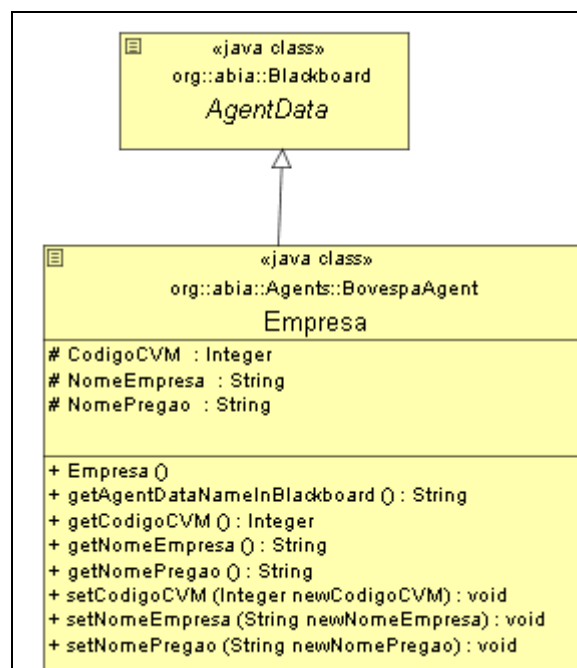 «java class»
org::abia::Blackboard
AgentData
«java class»
org::abia::Agents::BovespaAgent
Empresa
# CodigoCVM : Integer
# NomeEmpresa : String
# NomePregao : String
+ Empresa ()
+ getAgentDataNameInBlackboard () : String
+ getCodigoCVM () : Integer
+ getNomeEmpresa () : String
+ getNomePregao () : String
+ setCodigoCVM (Integer newCodigoCVM) : void
+ setNomeEmpresa (String newNomeEmpresa) : void
+ setNomePregao (String newNomePregao) : void